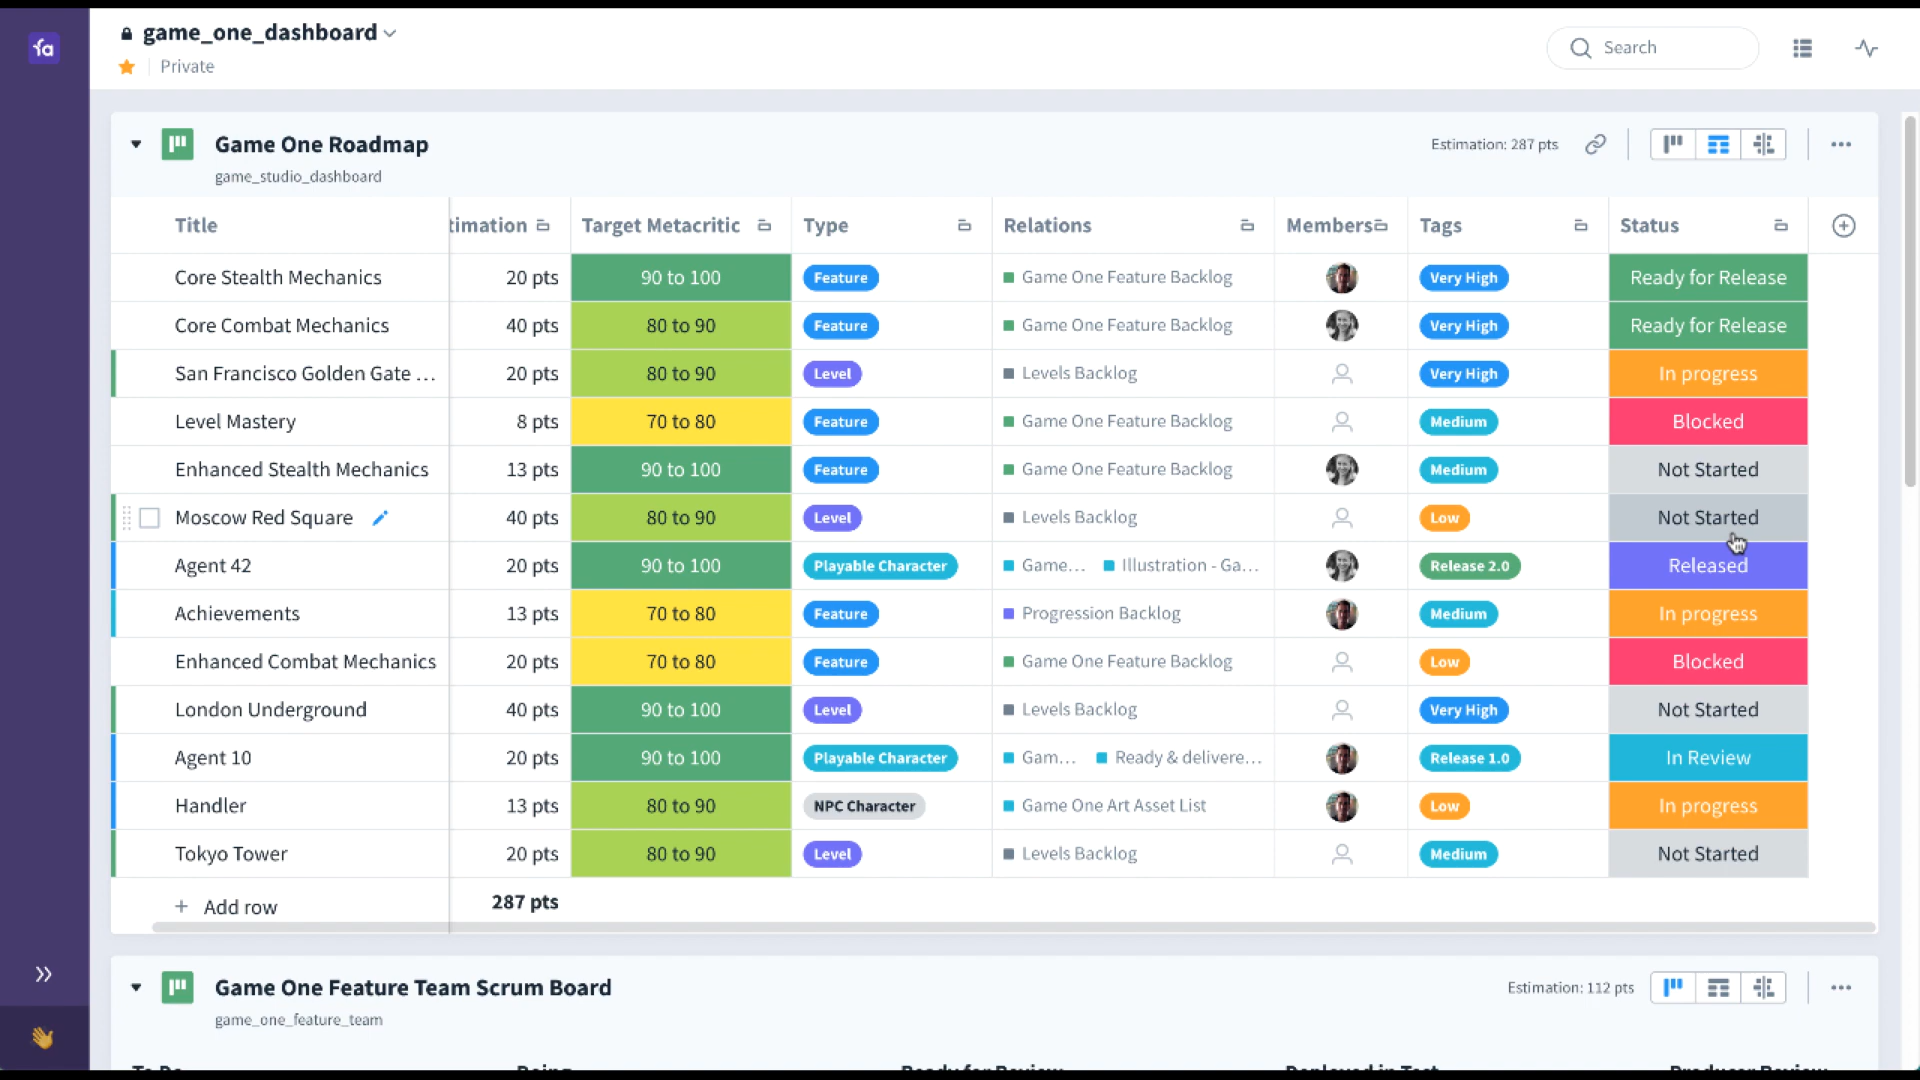 fa
game_one_dashboard
Private
Search
Game One Roadmap
game_studio_dashboard
Estimation: 287 pts
Title timation Target Metacritic Type Relations Members Tags Status
Core Stealth Mechanics 20 pts 90 to 100 Feature Game One Feature Backlog Very High Ready for Release
Core Combat Mechanics 40 pts 80 to 90 Feature Game One Feature Backlog Very High Ready for Release
San Francisco Golden Gate ... 20 pts 80 to 90 Level Levels Backlog Very High In progress
Level Mastery 8 pts 70 to 80 Feature Game One Feature Backlog Medium Blocked
Enhanced Stealth Mechanics 13 pts 90 to 100 Feature Game One Feature Backlog Medium Not Started
Moscow Red Square 40 pts 80 to 90 Level Levels Backlog Low Not Started
Agent 42 20 pts 90 to 100 Playable Character Game... Illustration - Ga... Release 2.0 Released
Achievements 13 pts 70 to 80 Feature Progression Backlog Medium In progress
Enhanced Combat Mechanics 20 pts 70 to 80 Feature Game One Feature Backlog Low Blocked
London Underground 40 pts 90 to 100 Level Levels Backlog Very High Not Started
Agent 10 20 pts 90 to 100 Playable Character Gam... Ready & delivere... Release 1.0 In Review
Handler 13 pts 80 to 90 NPC Character Game One Art Asset List Low In progress
Tokyo Tower 20 pts 80 to 90 Level Levels Backlog Medium Not Started
+ Add row 287 pts
Game One Feature Team Scrum Board
game_one_feature_team
Estimation: 112 pts
To Do Doing Ready for Review Deployed in Test Producer Review